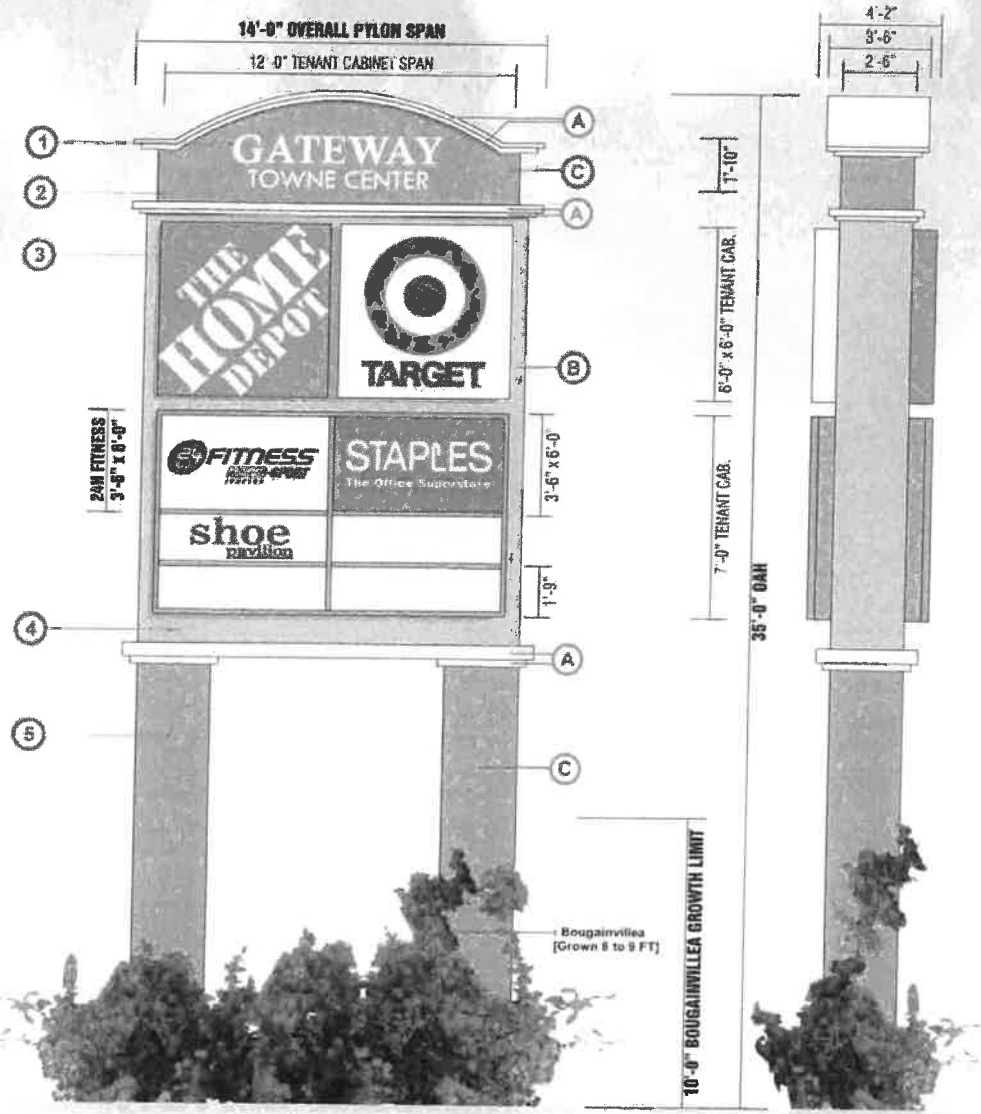 14'-0" OVERALL PYLON SPAN
12'-0" TENANT CABINET SPAN
4'-2"
3'-6"
2'-6"
1
A
GATEWAY
TOWNE CENTER
C
1'-10"
2
A
3
THE
HOME
DEPOT
TARGET
B
6'-0" x 6'-0" TENANT CAB.
24H FITNESS
3'-6" x 6'-0"
24
FITNESS
SPORT
STAPLES
The Office Superstore
3'-6" x 6'-0"
shoe
pavilion
1'-9"
7'-0" TENANT CAB.
35'-0" OAH
4
A
5
C
10'-0" BOUGAINVILLEA GROWTH LIMIT
Bougainvillea
[Grown 8 to 9 FT]